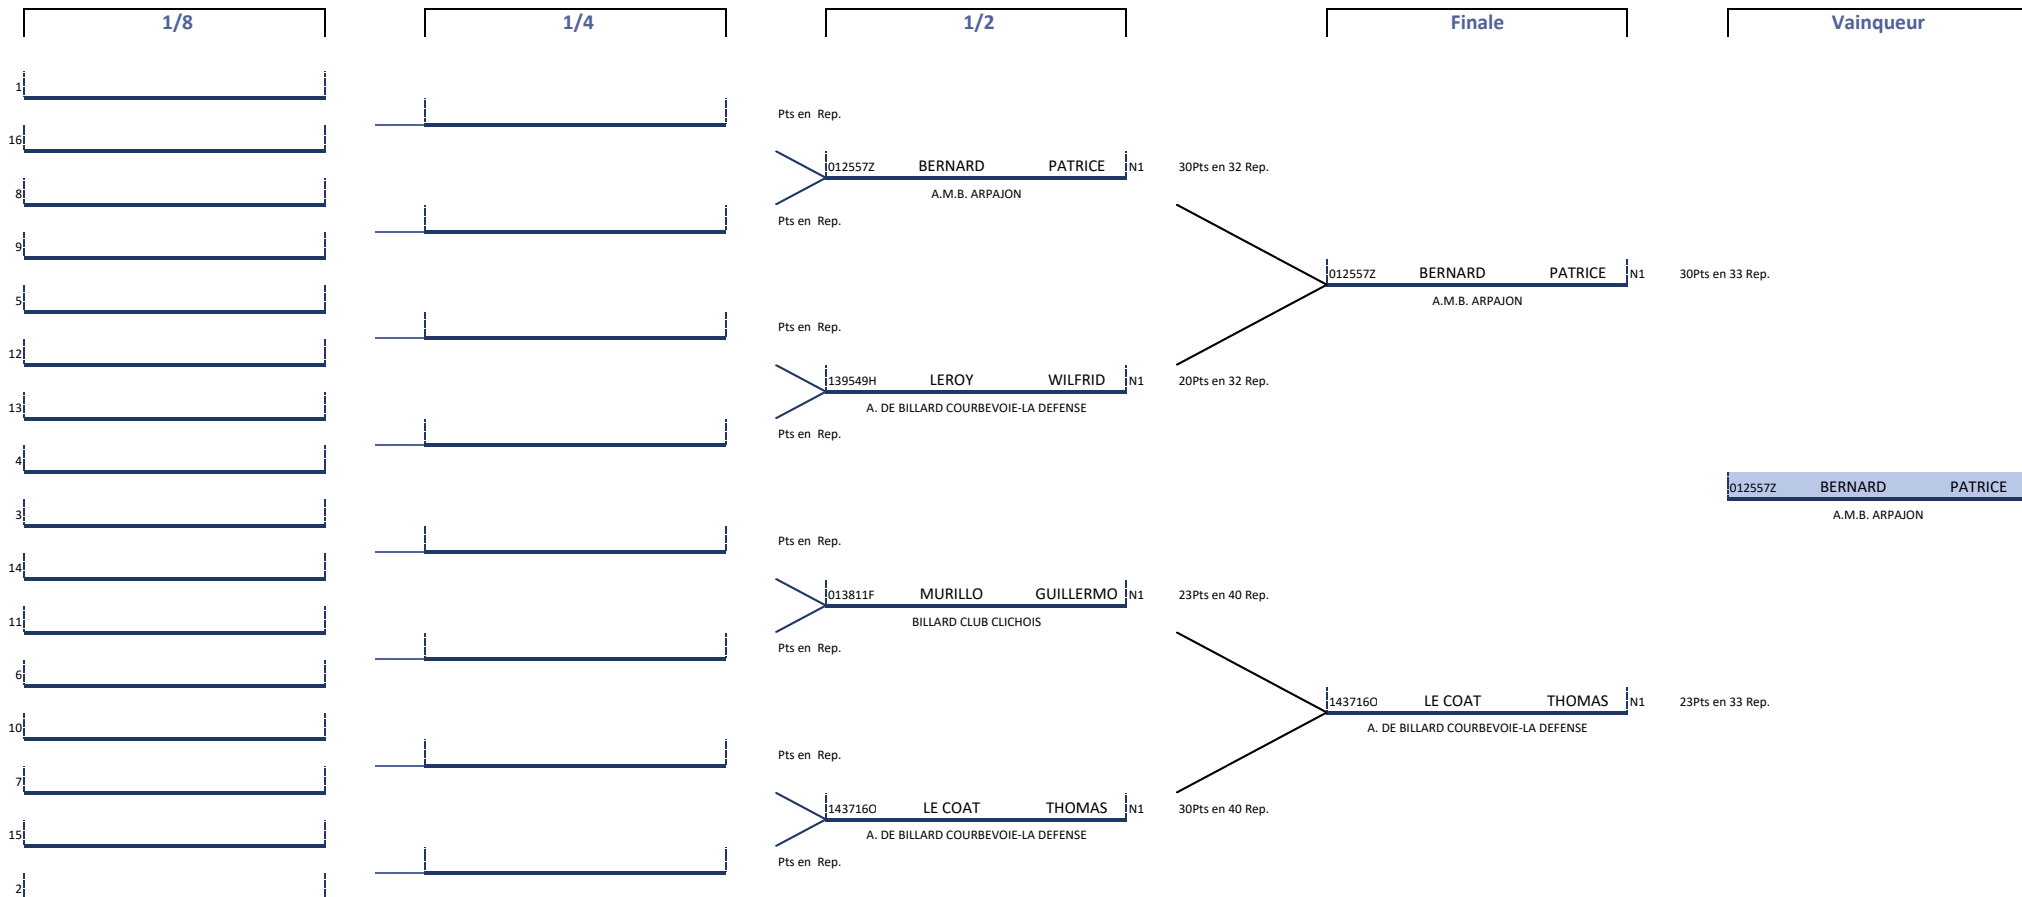 1/8 1/4 1/2 Finale Vainqueur
1
Pts en Rep.
16
012557Z BERNARD PATRICE N1 30Pts en 32 Rep.
8
A.M.B. ARPAJON
Pts en Rep.
9
012557Z BERNARD PATRICE N1 30Pts en 33 Rep.
5
A.M.B. ARPAJON
Pts en Rep.
12
139549H LEROY WILFRID N1 20Pts en 32 Rep.
13
A. DE BILLARD COURBEVOIE-LA DEFENSE
Pts en Rep.
4
012557Z BERNARD PATRICE
3
A.M.B. ARPAJON
Pts en Rep.
14
013811F MURILLO GUILLERMO N1 23Pts en 40 Rep.
11
BILLARD CLUB CLICHOIS
Pts en Rep.
6
143716O LE COAT THOMAS N1 23Pts en 33 Rep.
10
A. DE BILLARD COURBEVOIE-LA DEFENSE
Pts en Rep.
7
143716O LE COAT THOMAS N1 30Pts en 40 Rep.
15
A. DE BILLARD COURBEVOIE-LA DEFENSE
Pts en Rep.
2